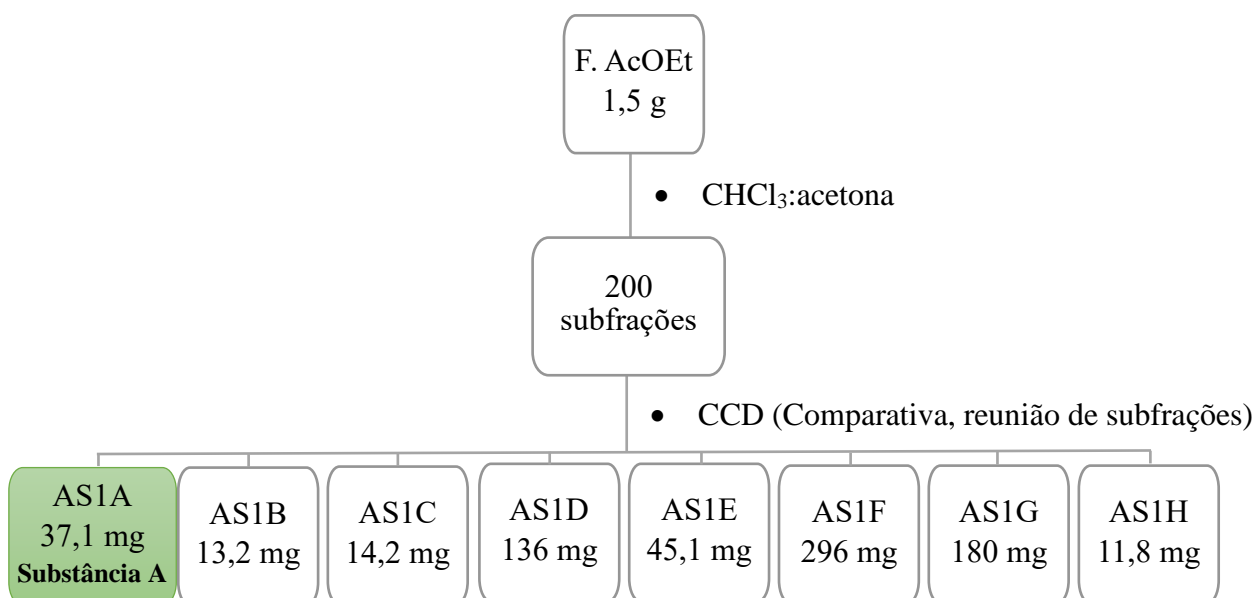 F. AcOEt
1,5 g
• CHCl₃:acetona
200
subfrações
• CCD (Comparativa, reunião de subfrações)
AS1A
37,1 mg
Substância A
AS1B
13,2 mg
AS1C
14,2 mg
AS1D
136 mg
AS1E
45,1 mg
AS1F
296 mg
AS1G
180 mg
AS1H
11,8 mg